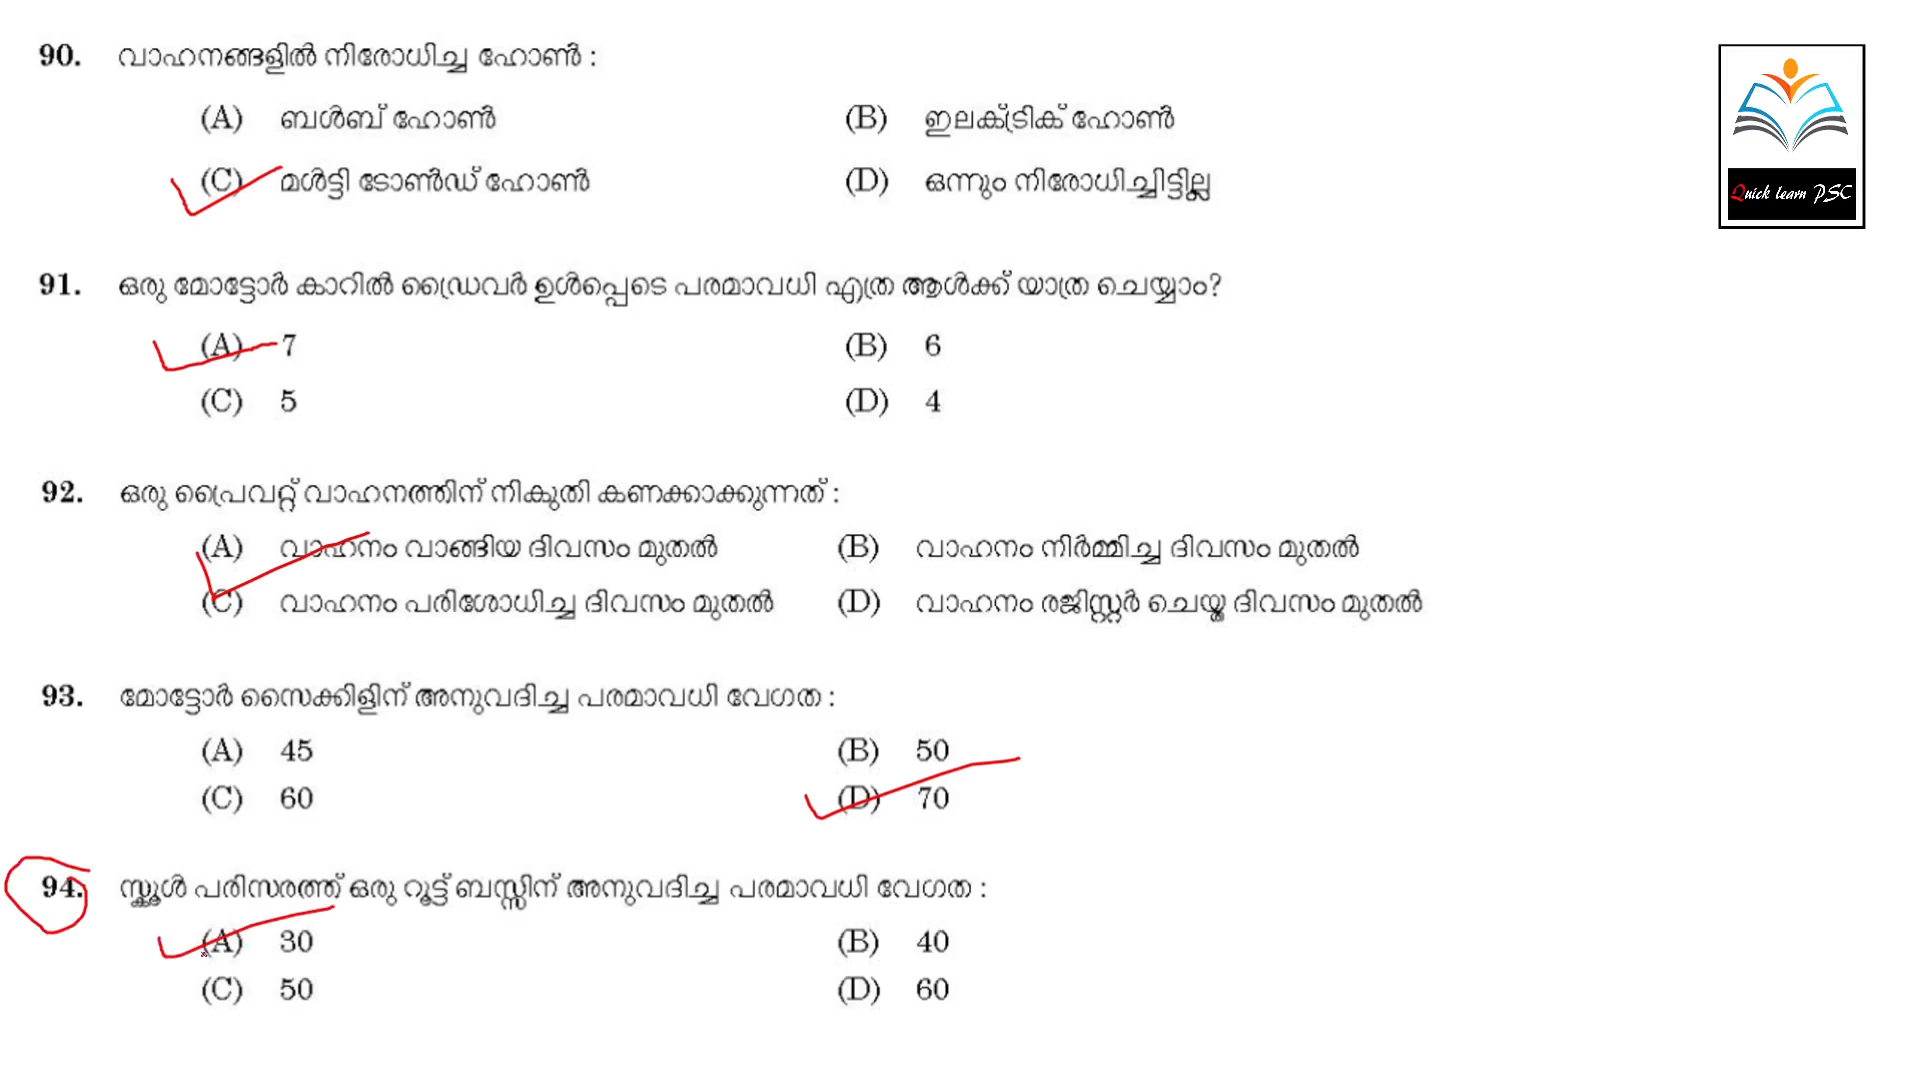 90. വാഹനങ്ങളിൽ നിരോധിച്ച ഹോൺ :
(A) ബൾബ് ഹോൺ (B) ഇലക്ട്രിക് ഹോൺ
(C) മൾട്ടി ടോൺഡ് ഹോൺ (D) ഒന്നും നിരോധിച്ചിട്ടില്ല
Quick learn PSC
91. ഒരു മോട്ടോർ കാറിൽ ഡ്രൈവർ ഉൾപ്പെടെ പരമാവധി എത്ര ആൾക്ക് യാത്ര ചെയ്യാം?
(A) 7 (B) 6
(C) 5 (D) 4
92. ഒരു പ്രൈവറ്റ് വാഹനത്തിന് നികുതി കണക്കാക്കുന്നത് :
(A) വാഹനം വാങ്ങിയ ദിവസം മുതൽ (B) വാഹനം നിർമ്മിച്ച ദിവസം മുതൽ
(C) വാഹനം പരിശോധിച്ച ദിവസം മുതൽ (D) വാഹനം രജിസ്റ്റർ ചെയ്ത ദിവസം മുതൽ
93. മോട്ടോർ സൈക്കിളിന് അനുവദിച്ച പരമാവധി വേഗത :
(A) 45 (B) 50
(C) 60 (D) 70
94. സ്കൂൾ പരിസരത്ത് ഒരു റൂട്ട് ബസ്സിന് അനുവദിച്ച പരമാവധി വേഗത :
(A) 30 (B) 40
(C) 50 (D) 60